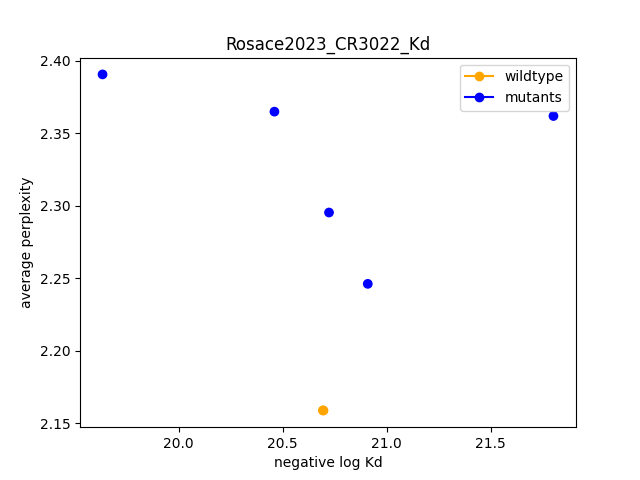 Rosace2023_CR3022_Kd
wildtype
mutants
average perplexity
2.40
2.35
2.30
2.25
2.20
2.15
20.0 20.5 21.0 21.5
negative log Kd